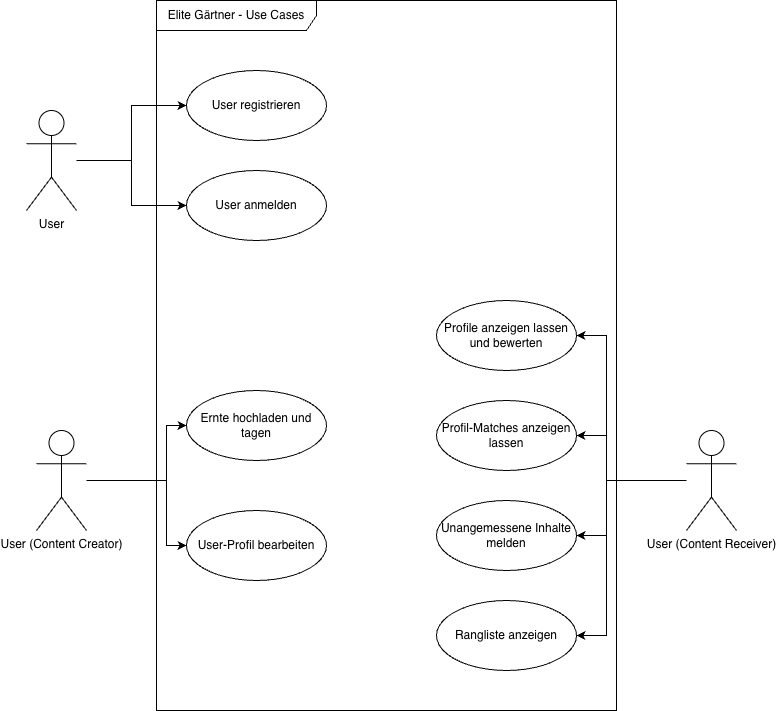 Elite Gärtner - Use Cases
User registrieren
User anmelden
User
Profile anzeigen lassen
und bewerten
Ernte hochladen und
tagen
Profil-Matches anzeigen
lassen
User (Content Creator)
User-Profil bearbeiten
Unangemessene Inhalte
melden
User (Content Receiver)
Rangliste anzeigen